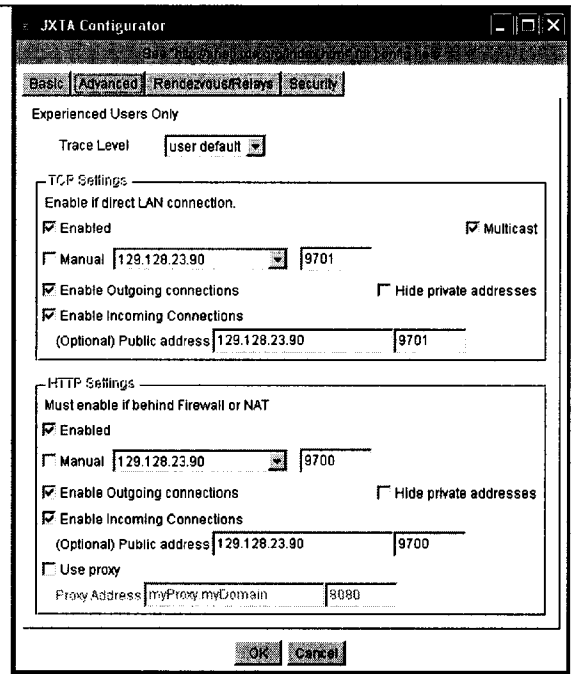 JXTA Configurator
Basic Advanced Rendezvous/Relays Security
Experienced Users Only
Trace Level user default
TCP Settings
Enable if direct LAN connection.
Enabled Multicast
Manual 129.128.23.90 9701
Enable Outgoing connections Hide private addresses
Enable Incoming Connections
(Optional) Public address 129.128.23.90 9701
HTTP Settings
Must enable if behind Firewall or NAT
Enabled
Manual 129.128.23.90 9700
Enable Outgoing connections Hide private addresses
Enable Incoming Connections
(Optional) Public address 129.128.23.90 9700
Use proxy
Proxy Address myProxy.myDomain 8080
OK Cancel